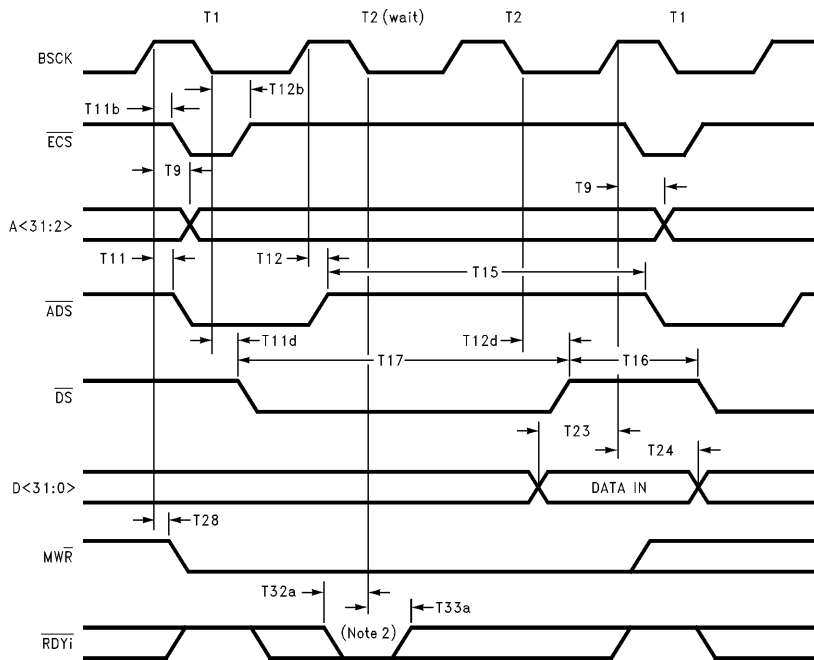 T1 T2 (wait) T2 T1
BSCK
T12b
T11b
ECS
T9
T9
A<31:2>
T11 T12 T15
ADS
T11d T17 T12d T16
DS
T23
T24
D<31:0> DATA IN
T28
MWR
T32a T33a
(Note 2)
RDYi